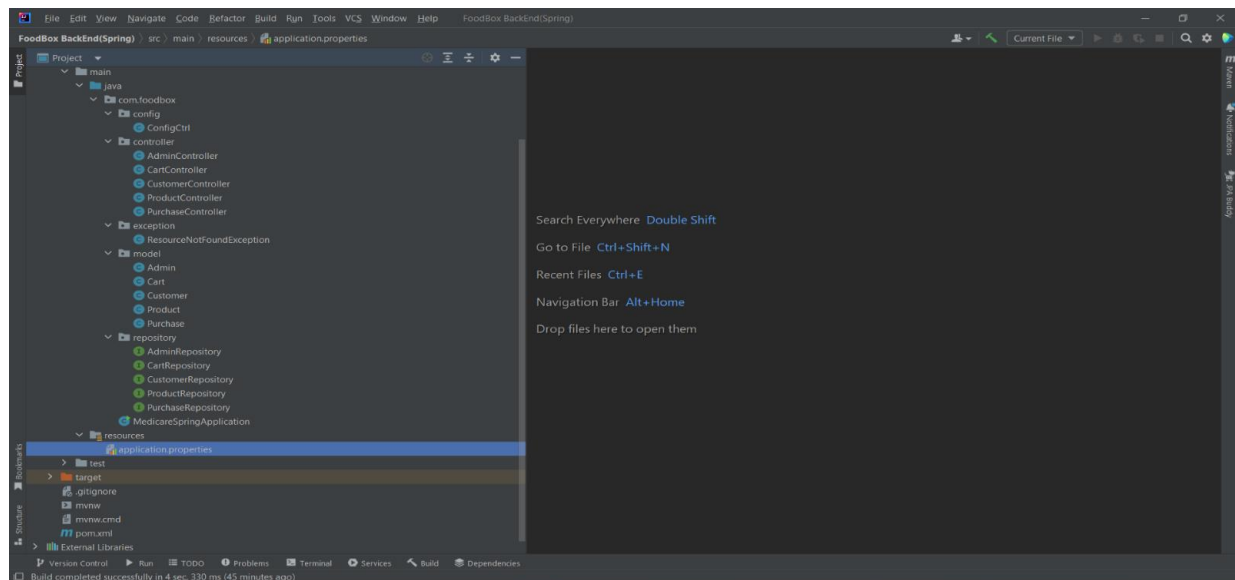 File Edit View Navigate Code Refactor Build Run Tools VCS Window Help FoodBox BackEnd(Spring)
FoodBox BackEnd(Spring) src main resources application.properties Current File
Project
Project
main
java
com.foodbox
config
ConfigCtrl
controller
AdminController
CartController
CustomerController
ProductController
PurchaseController
exception
ResourceNotFoundException
model
Admin
Cart
Customer
Product
Purchase
repository
AdminRepository
CartRepository
CustomerRepository
ProductRepository
PurchaseRepository
MedicareSpringApplication
resources
application.properties
test
target
.gitignore
mvnw
mvnw.cmd
pom.xml
External Libraries
Bookmarks
Structure
Search Everywhere Double Shift
Go to File Ctrl+Shift+N
Recent Files Ctrl+E
Navigation Bar Alt+Home
Drop files here to open them
m Maven
Notifications
JPA Buddy
Version Control Run TODO Problems Terminal Services Build Dependencies
Build completed successfully in 4 sec, 330 ms (45 minutes ago)